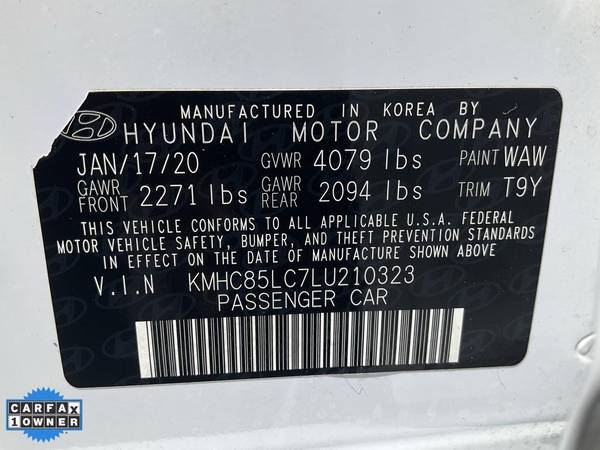 MANUFACTURED IN KOREA BY
HYUNDAI MOTOR COMPANY
JAN/17/20 GVWR 4079 lbs PAINT WAW
GAWR FRONT 2271 lbs GAWR REAR 2094 lbs TRIM T9Y
THIS VEHICLE CONFORMS TO ALL APPLICABLE U.S.A. FEDERAL
MOTOR VEHICLE SAFETY, BUMPER, AND THEFT PREVENTION STANDARDS
IN EFFECT ON THE DATE OF MANUFACTURE SHOWN ABOVE.
V.I.N KMHC85LC7LU210323
PASSENGER CAR
CARFAX
1 OWNER